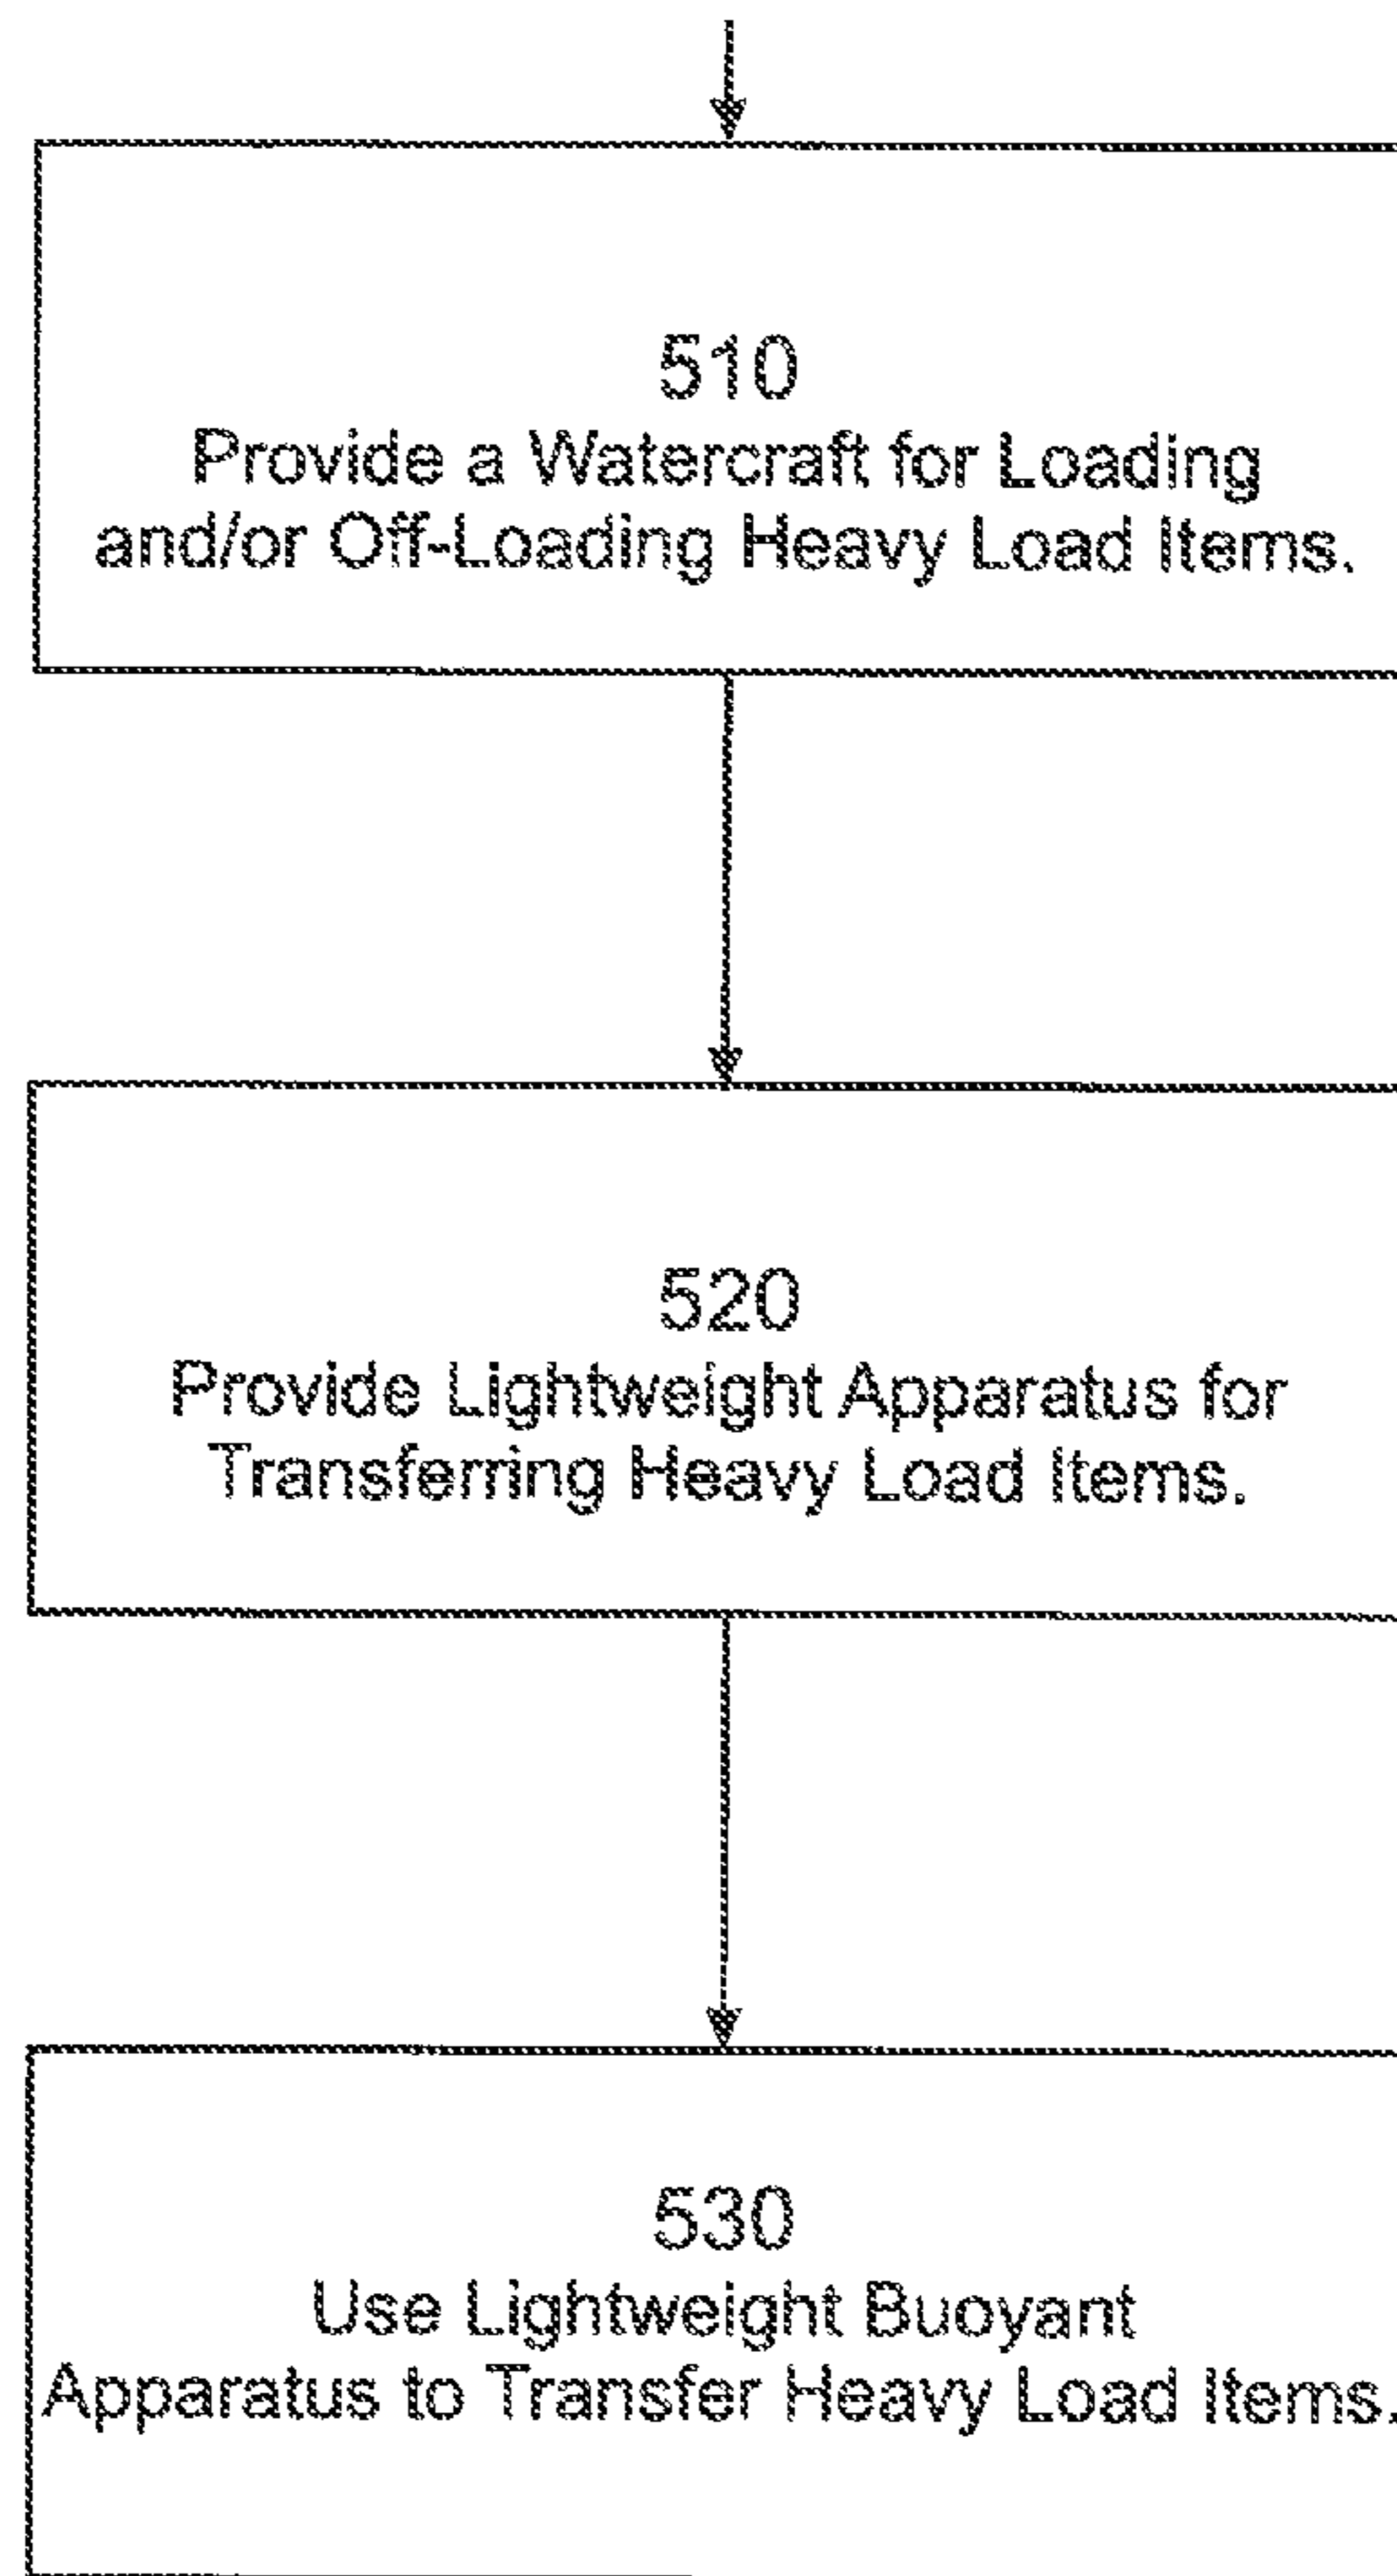 510
Provide a Watercraft for Loading
and/or Off-Loading Heavy Load Items.
520
Provide Lightweight Apparatus for
Transferring Heavy Load Items.
530
Use Lightweight Buoyant
Apparatus to Transfer Heavy Load Items.